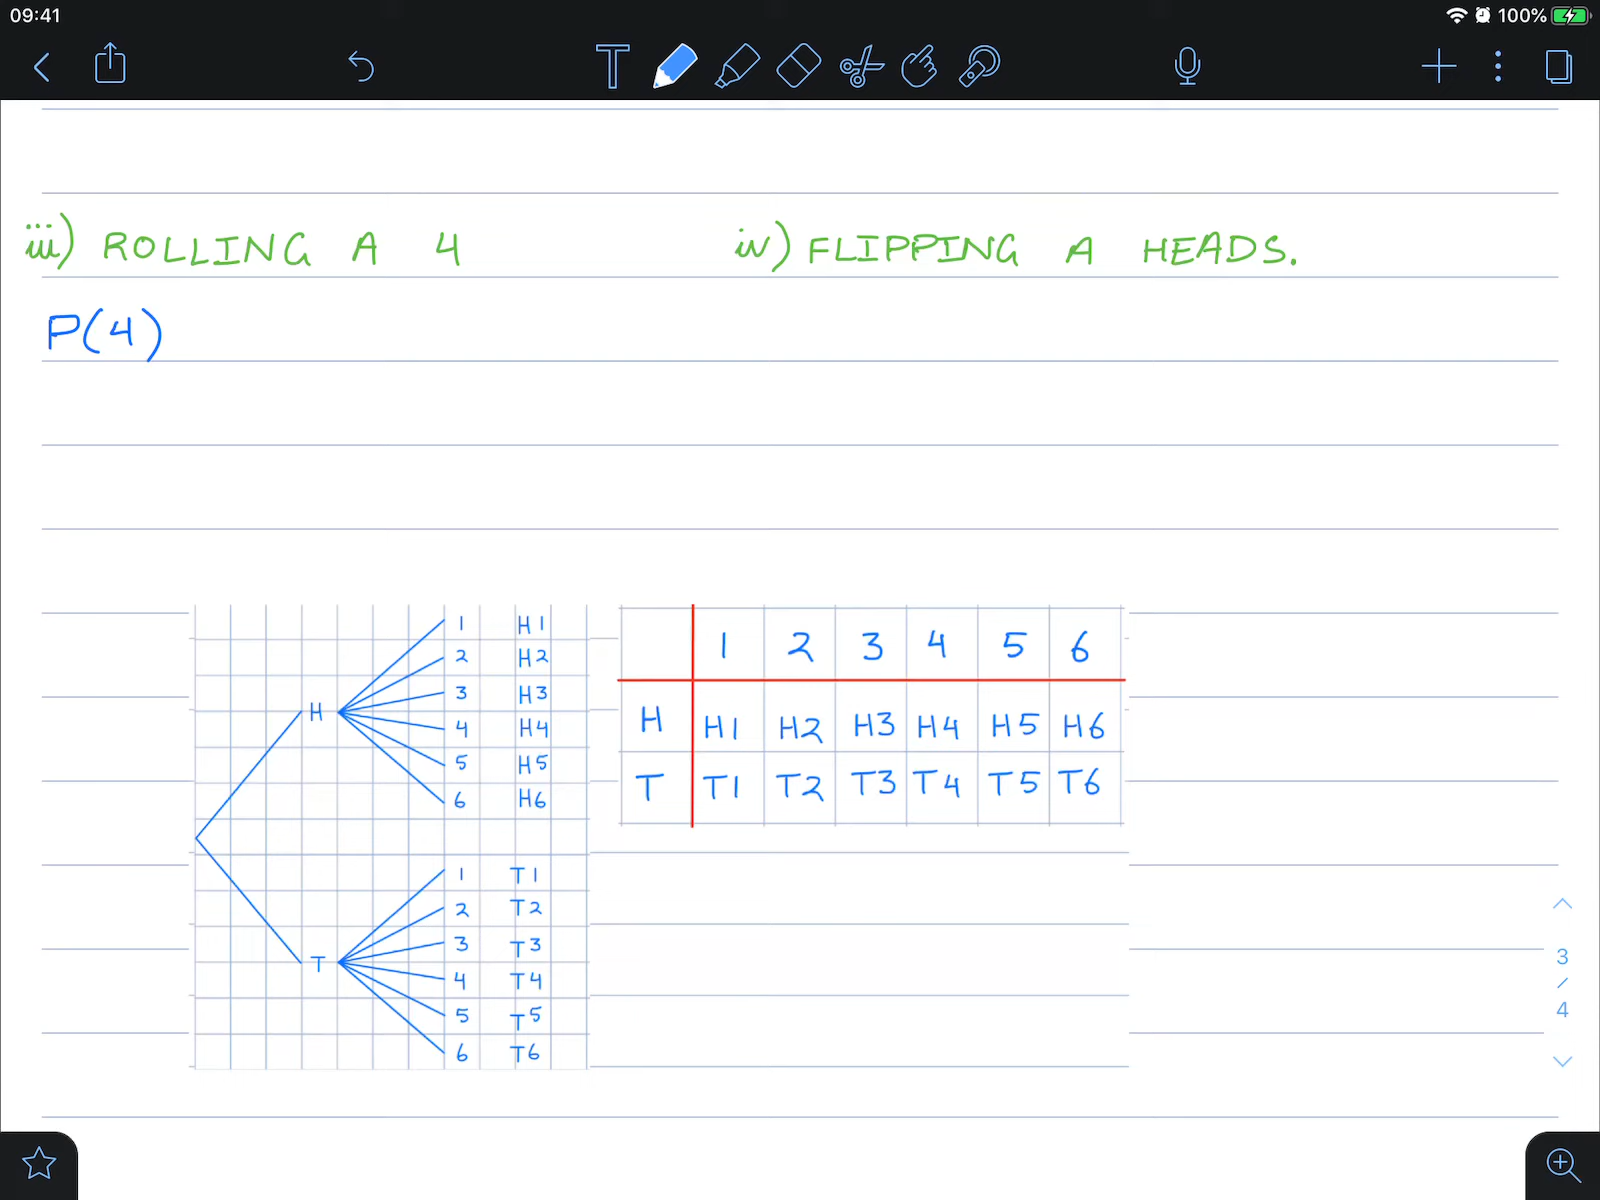 09:41 100%
iii) ROLLING A 4
iv) FLIPPING A HEADS.
P(4)
H
1 H1
2 H2
3 H3
4 H4
5 H5
6 H6
T
1 T1
2 T2
3 T3
4 T4
5 T5
6 T6
1 2 3 4 5 6
H H1 H2 H3 H4 H5 H6
T T1 T2 T3 T4 T5 T6
3
/
4